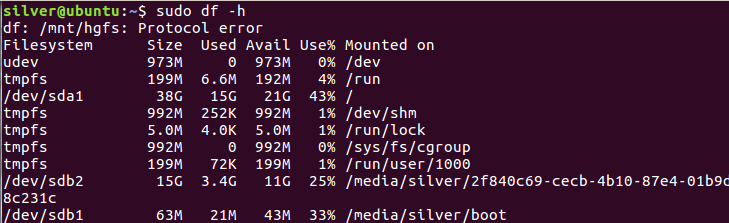 silver@ubuntu:~$ sudo df -h
df: /mnt/hgfs: Protocol error
Filesystem      Size  Used Avail Use% Mounted on
udev            973M     0  973M   0% /dev
tmpfs           199M  6.6M  192M   4% /run
/dev/sda1        38G   15G   21G  43% /
tmpfs           992M  252K  992M   1% /dev/shm
tmpfs           5.0M  4.0K  5.0M   1% /run/lock
tmpfs           992M     0  992M   0% /sys/fs/cgroup
tmpfs           199M   72K  199M   1% /run/user/1000
/dev/sdb2        15G  3.4G   11G  25% /media/silver/2f840c69-cecb-4b10-87e4-01b9c
8c231c
/dev/sdb1        63M   21M   43M  33% /media/silver/boot